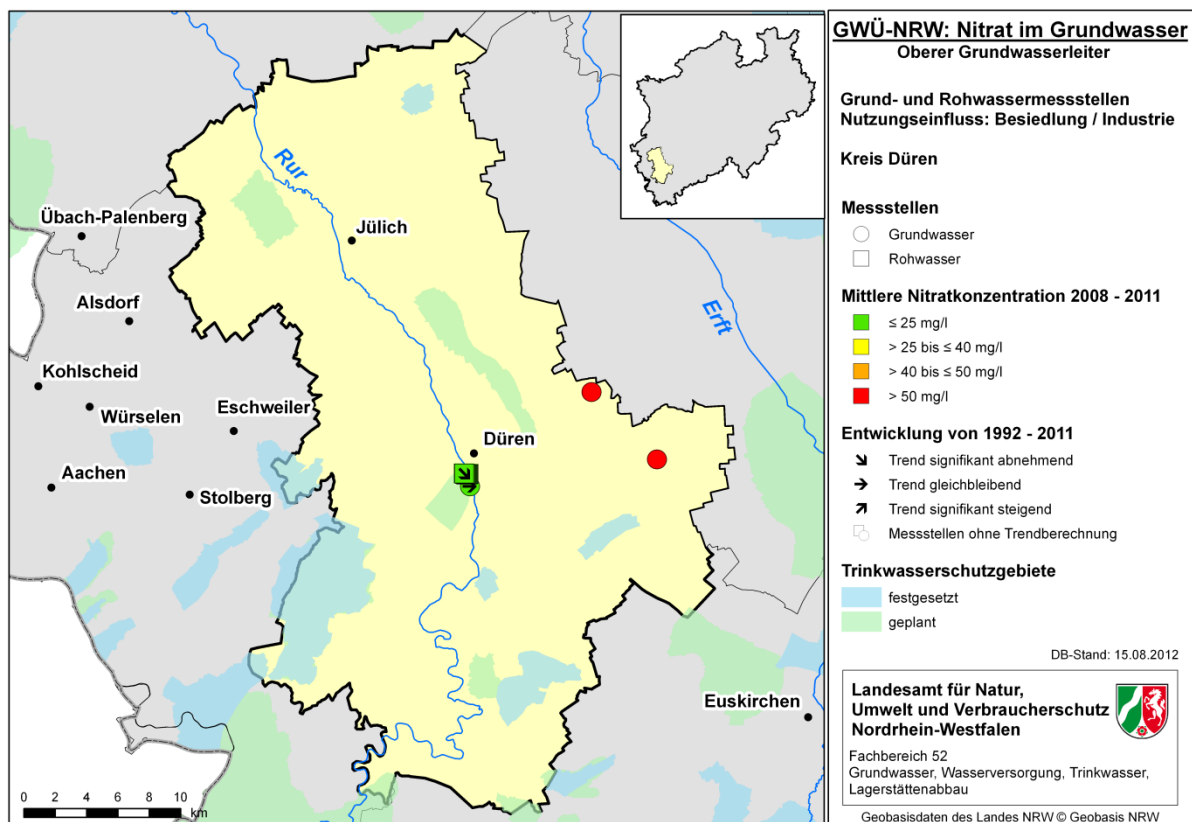 Rur
Übach-Palenberg
Jülich
Alsdorf
Erft
Kohlscheid
Würselen
Eschweiler
Düren
Aachen
Stolberg
Euskirchen
0 2 4 6 8 10
km
GWÜ-NRW: Nitrat im Grundwasser
Oberer Grundwasserleiter
Grund- und Rohwassermessstellen
Nutzungseinfluss: Besiedlung / Industrie
Kreis Düren
Messstellen
Grundwasser
Rohwasser
Mittlere Nitratkonzentration 2008 - 2011
≤ 25 mg/l
> 25 bis ≤ 40 mg/l
> 40 bis ≤ 50 mg/l
> 50 mg/l
Entwicklung von 1992 - 2011
Trend signifikant abnehmend
Trend gleichbleibend
Trend signifikant steigend
Messstellen ohne Trendberechnung
Trinkwasserschutzgebiete
festgesetzt
geplant
DB-Stand: 15.08.2012
Landesamt für Natur,
Umwelt und Verbraucherschutz
Nordrhein-Westfalen
Fachbereich 52
Grundwasser, Wasserversorgung, Trinkwasser,
Lagerstättenabbau
Geobasisdaten des Landes NRW © Geobasis NRW